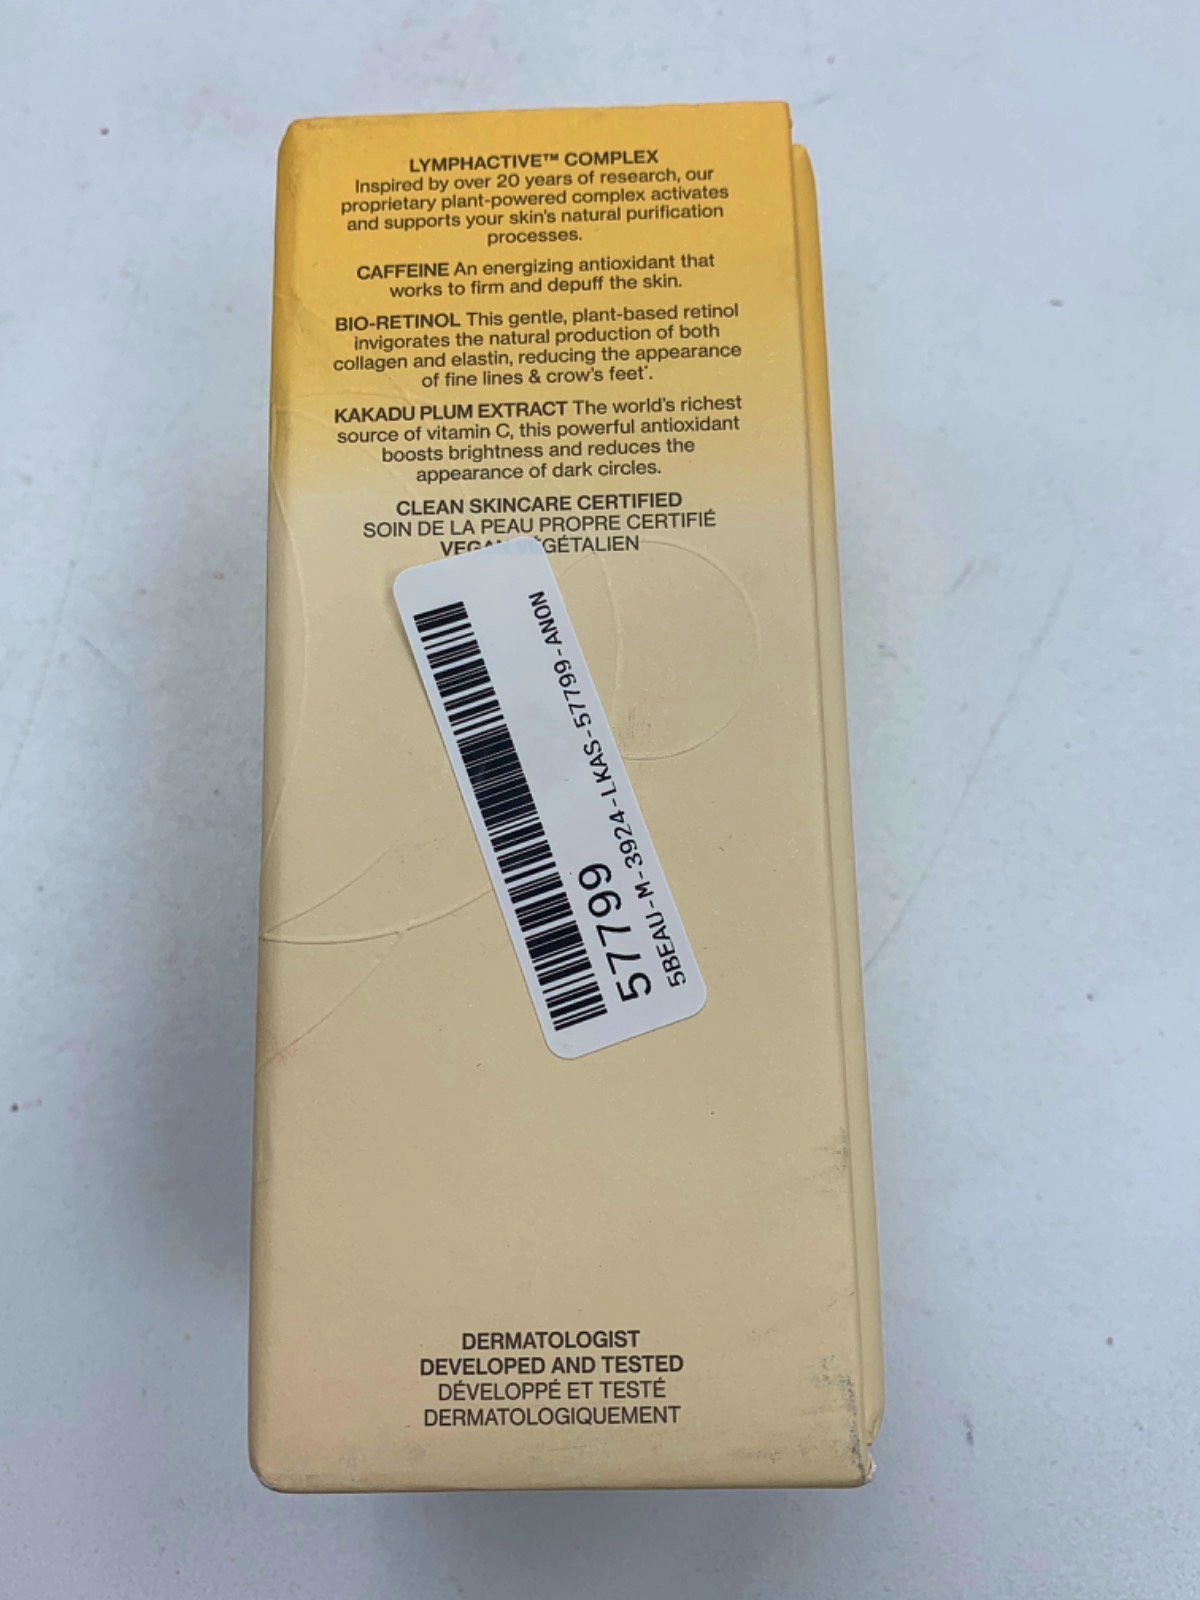 LYMPHACTIVE™ COMPLEX
Inspired by over 20 years of research, our
proprietary plant-powered complex activates
and supports your skin's natural purification
processes.
CAFFEINE An energizing antioxidant that
works to firm and depuff the skin.
BIO-RETINOL This gentle, plant-based retinol
invigorates the natural production of both
collagen and elastin, reducing the appearance
of fine lines & crow's feet*.
KAKADU PLUM EXTRACT The world's richest
source of vitamin C, this powerful antioxidant
boosts brightness and reduces the
appearance of dark circles.
CLEAN SKINCARE CERTIFIED
SOIN DE LA PEAU PROPRE CERTIFIÉ
VEGAN VÉGÉTALIEN
57799
5BEAU-M-3924-LKAS-57799-ANON
DERMATOLOGIST
DEVELOPED AND TESTED
DÉVELOPPÉ ET TESTÉ
DERMATOLOGIQUEMENT